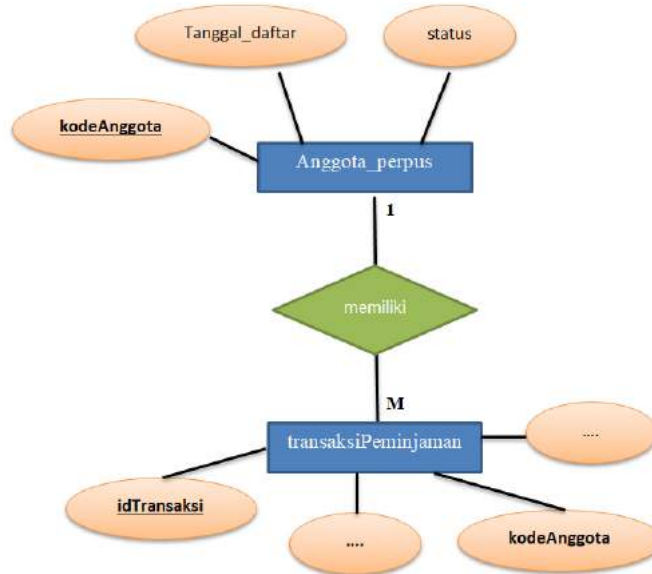 Tanggal_daftar
status
kodeAnggota
Anggota_perpus
1
memiliki
M
transaksiPeminjaman
....
idTransaksi
....
kodeAnggota